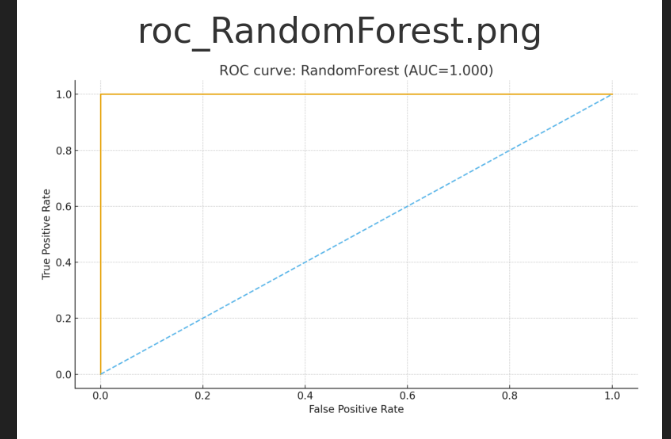 roc_RandomForest.png
ROC curve: RandomForest (AUC=1.000)
1.0
0.8
0.6
0.4
0.2
0.0
True Positive Rate
0.0 0.2 0.4 0.6 0.8 1.0
False Positive Rate